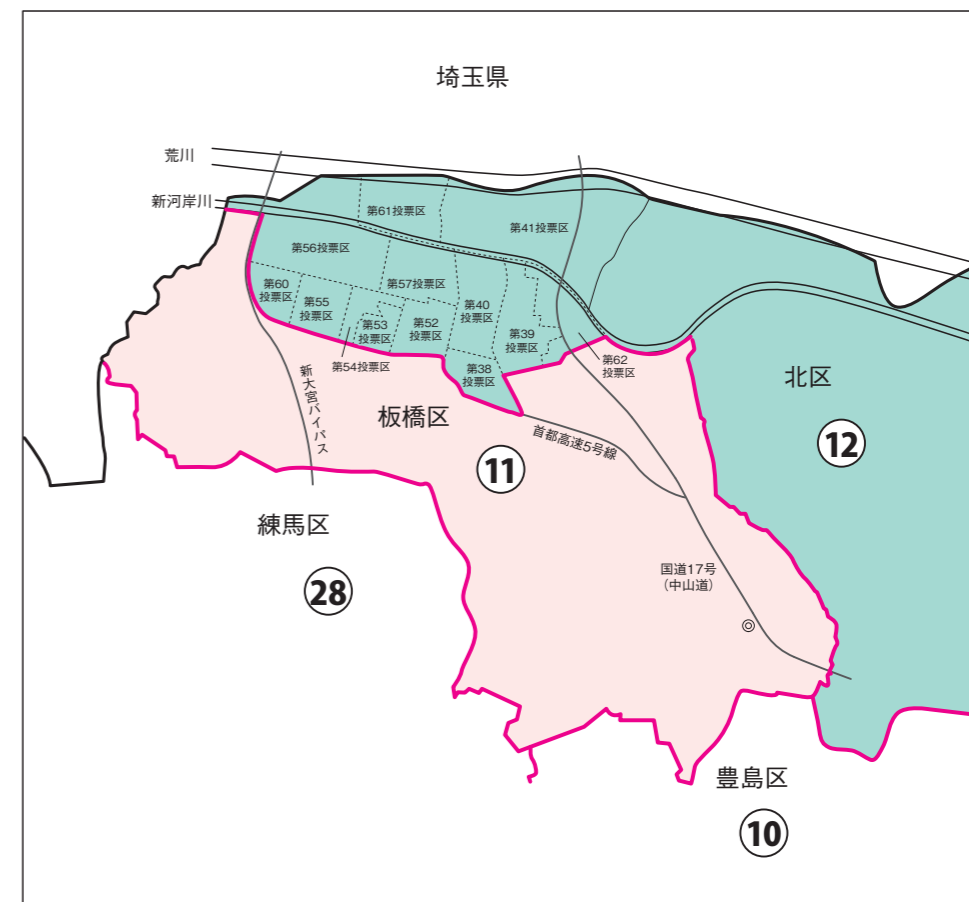 埼玉県
荒川
新河岸川
第61投票区
第41投票区
第56投票区
第60
投票区
第55
投票区
第57投票区
第53
投票区
第52
投票区
第40
投票区
第39
投票区
第54投票区
第38
投票区
第62
投票区
新大宮バイパス
板橋区
首都高速5号線
北区
12
11
練馬区
28
国道17号
(中山道)
◎
豊島区
10